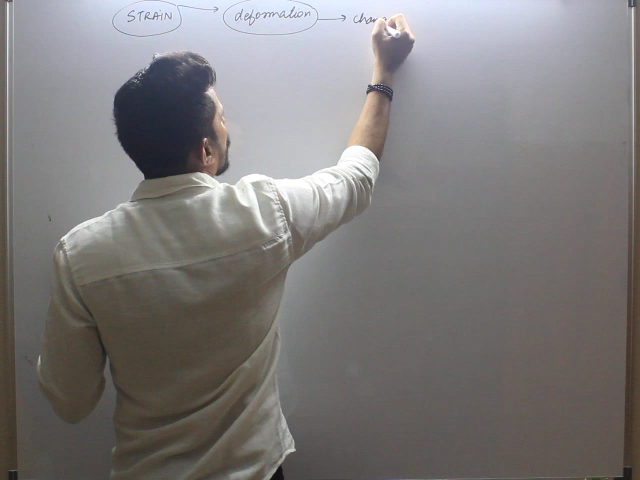 STRAIN → deformation → cha